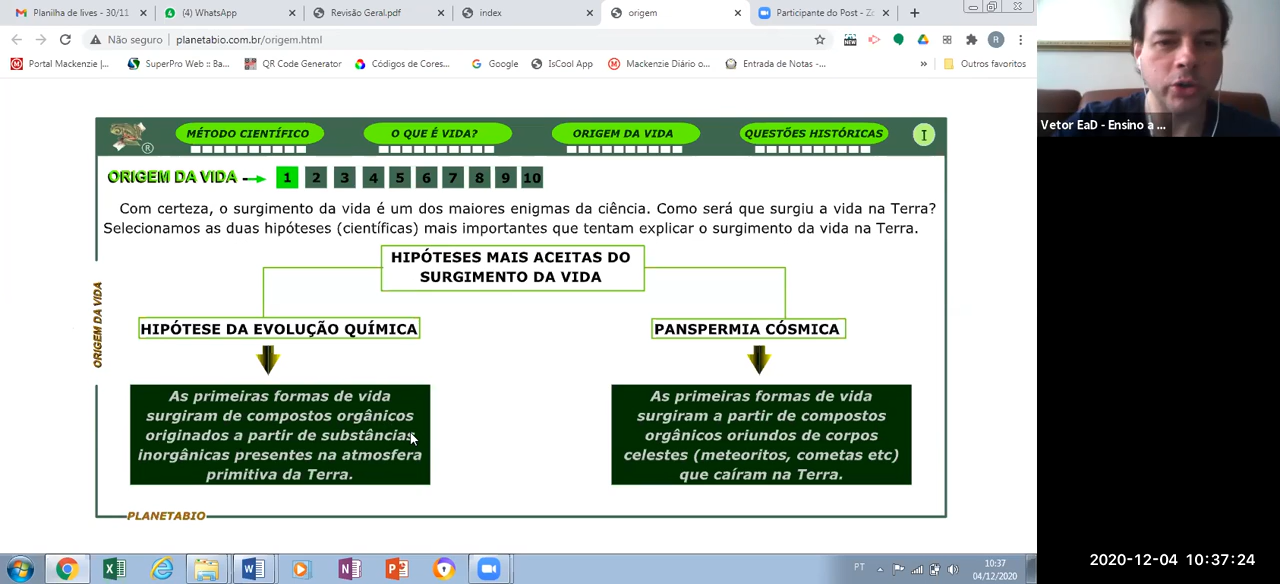 Planilha de lives - 30/11
(4) WhatsApp
Revisão Geral.pdf
index
origem
Participante do Post - Zo
Não seguro
planetabio.com.br/origem.html
R
Portal Mackenzie |...
SuperPro Web :: Ba...
QR Code Generator
Códigos de Cores...
Google
IsCool App
Mackenzie Diário o...
Entrada de Notas -...
»
Outros favoritos
Vetor EaD - Ensino a ...
MÉTODO CIENTÍFICO
O QUE É VIDA?
ORIGEM DA VIDA
QUESTÕES HISTÓRICAS
®
ORIGEM DA VIDA
1 2 3 4 5 6 7 8 9 10
Com certeza, o surgimento da vida é um dos maiores enigmas da ciência. Como será que surgiu a vida na Terra?
Selecionamos as duas hipóteses (científicas) mais importantes que tentam explicar o surgimento da vida na Terra.
HIPÓTESES MAIS ACEITAS DO
SURGIMENTO DA VIDA
HIPÓTESE DA EVOLUÇÃO QUÍMICA
PANSPERMIA CÓSMICA
As primeiras formas de vida
surgiram de compostos orgânicos
originados a partir de substâncias
inorgânicas presentes na atmosfera
primitiva da Terra.
As primeiras formas de vida
surgiram a partir de compostos
orgânicos oriundos de corpos
celestes (meteoritos, cometas etc)
que caíram na Terra.
ORIGEM DA VIDA
PLANETABIO
PT
10:37
04/12/2020
2020-12-04 10:37:24